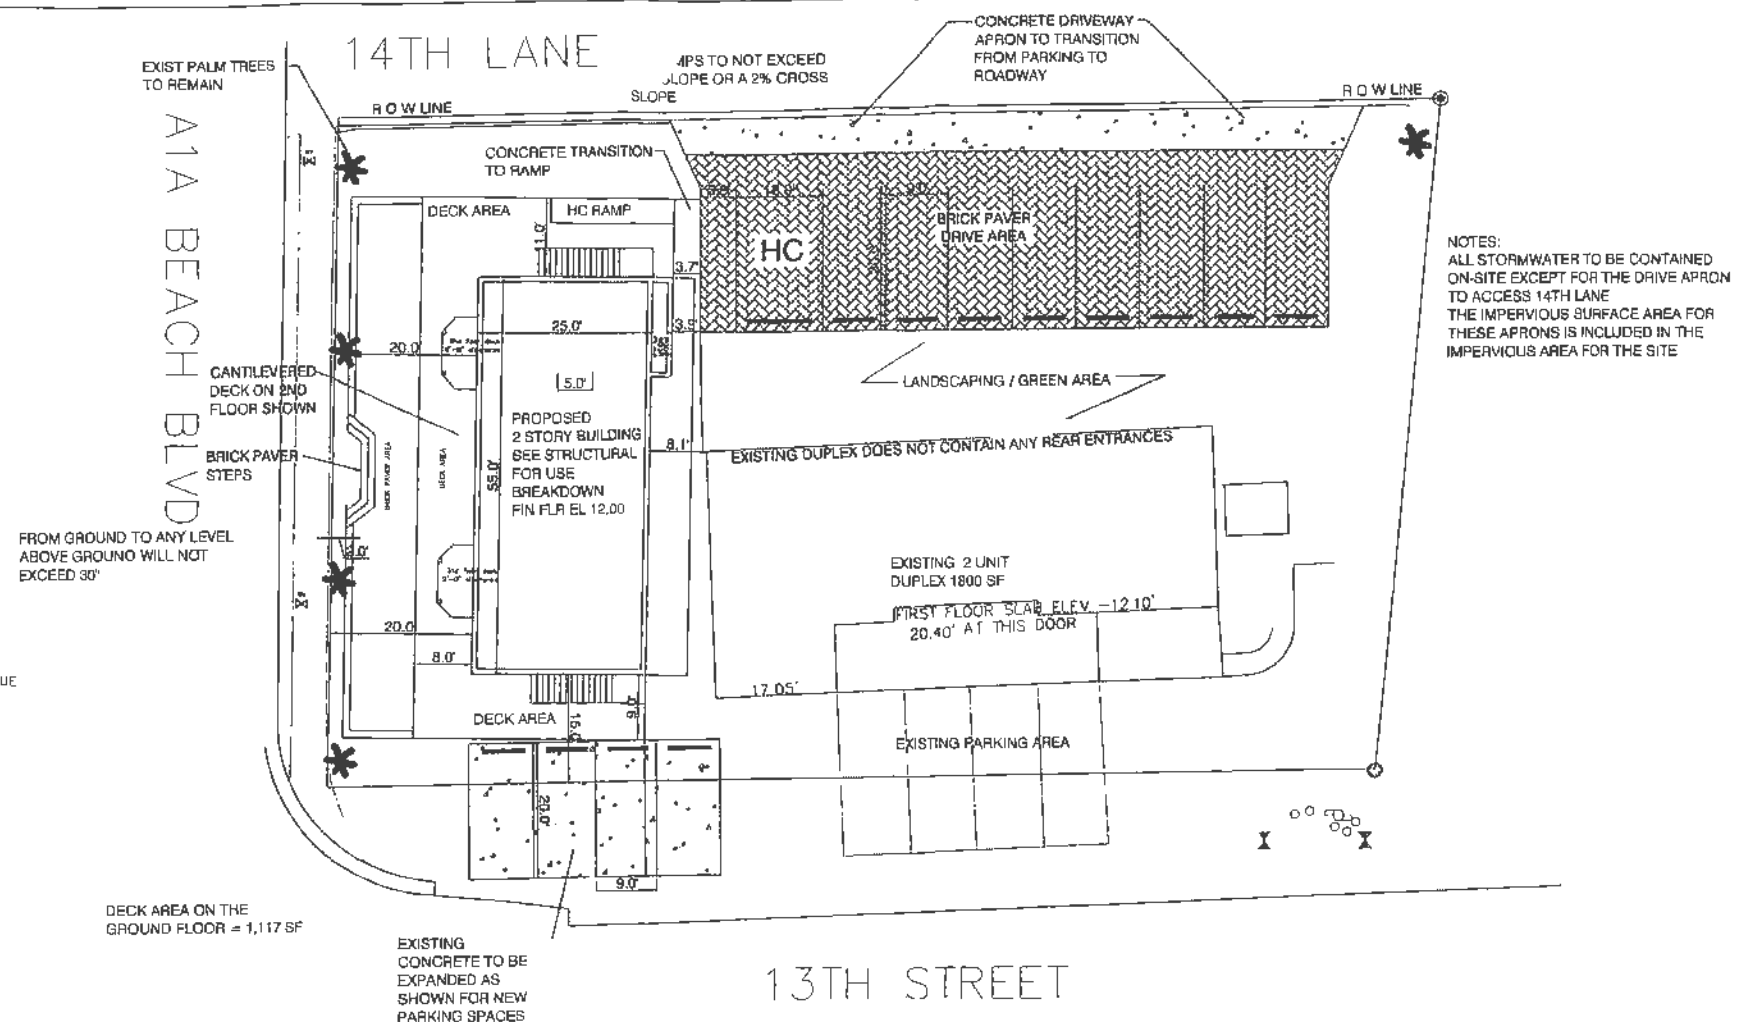 14TH LANE
EXIST PALM TREES
TO REMAIN
MPS TO NOT EXCEED
LOPE OR A 2% CROSS
SLOPE
CONCRETE DRIVEWAY
APRON TO TRANSITION
FROM PARKING TO
ROADWAY
R O W LINE
R O W LINE
A1A BEACH BLVD
CONCRETE TRANSITION
TO RAMP
DECK AREA
HC RAMP
11.0'
HC
BRICK PAVER
DRIVE AREA
3.7'
25.0'
20.0
NOTES:
ALL STORMWATER TO BE CONTAINED
ON-SITE EXCEPT FOR THE DRIVE APRON
TO ACCESS 14TH LANE
THE IMPERVIOUS SURFACE AREA FOR
THESE APRONS IS INCLUDED IN THE
IMPERVIOUS AREA FOR THE SITE
CANTILEVERED
DECK ON 2ND
FLOOR SHOWN
5.0'
LANDSCAPING / GREEN AREA
PROPOSED
2 STORY BUILDING
SEE STRUCTURAL
FOR USE
BREAKDOWN
FIN FLR EL 12.00
55.0'
8.1'
EXISTING DUPLEX DOES NOT CONTAIN ANY REAR ENTRANCES
BRICK PAVER
STEPS
BRICK PAVER AREA
DECK AREA
FROM GROUND TO ANY LEVEL
ABOVE GROUND WILL NOT
EXCEED 30"
EXISTING 2 UNIT
DUPLEX 1800 SF
FIRST FLOOR SLAB ELEV. =12.10'
20.40' AT THIS DOOR
20.0
8.0'
UE
17.05'
DECK AREA
15.0'
EXISTING PARKING AREA
20.0'
9.0'
DECK AREA ON THE
GROUND FLOOR = 1,117 SF
EXISTING
CONCRETE TO BE
EXPANDED AS
SHOWN FOR NEW
PARKING SPACES
13TH STREET